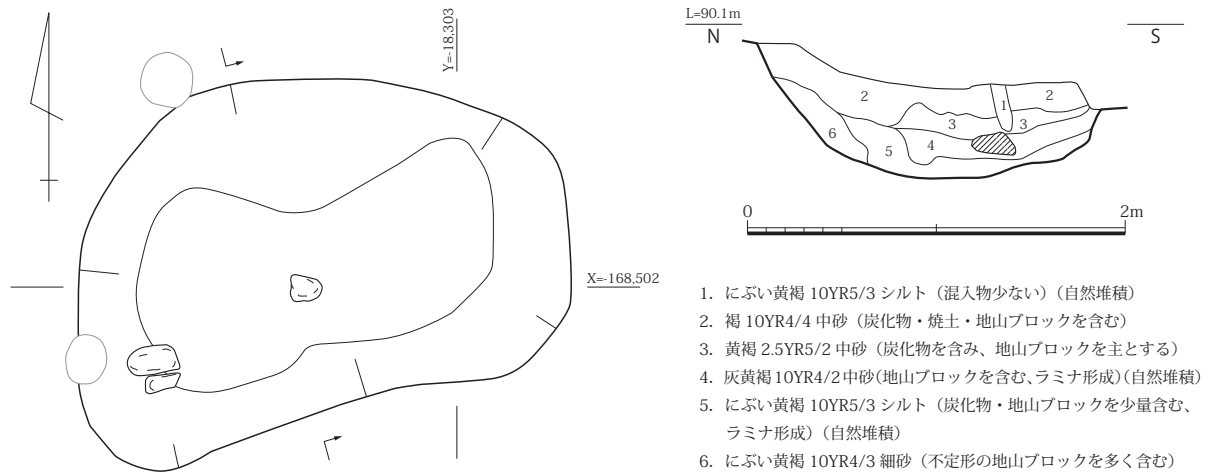 Y=-18,303
X=-168,502
L=90.1m
N
S
2
1
2
3
3
6
5
4
0
2m
1. にぶい黄褐 10YR5/3 シルト（混入物少ない）（自然堆積）
2. 褐 10YR4/4 中砂（炭化物・焼土・地山ブロックを含む）
3. 黄褐 2.5YR5/2 中砂（炭化物を含み、地山ブロックを主とする）
4. 灰黄褐10YR4/2中砂(地山ブロックを含む､ラミナ形成)(自然堆積)
5. にぶい黄褐 10YR5/3 シルト（炭化物・地山ブロックを少量含む、
ラミナ形成）（自然堆積）
6. にぶい黄褐 10YR4/3 細砂（不定形の地山ブロックを多く含む）